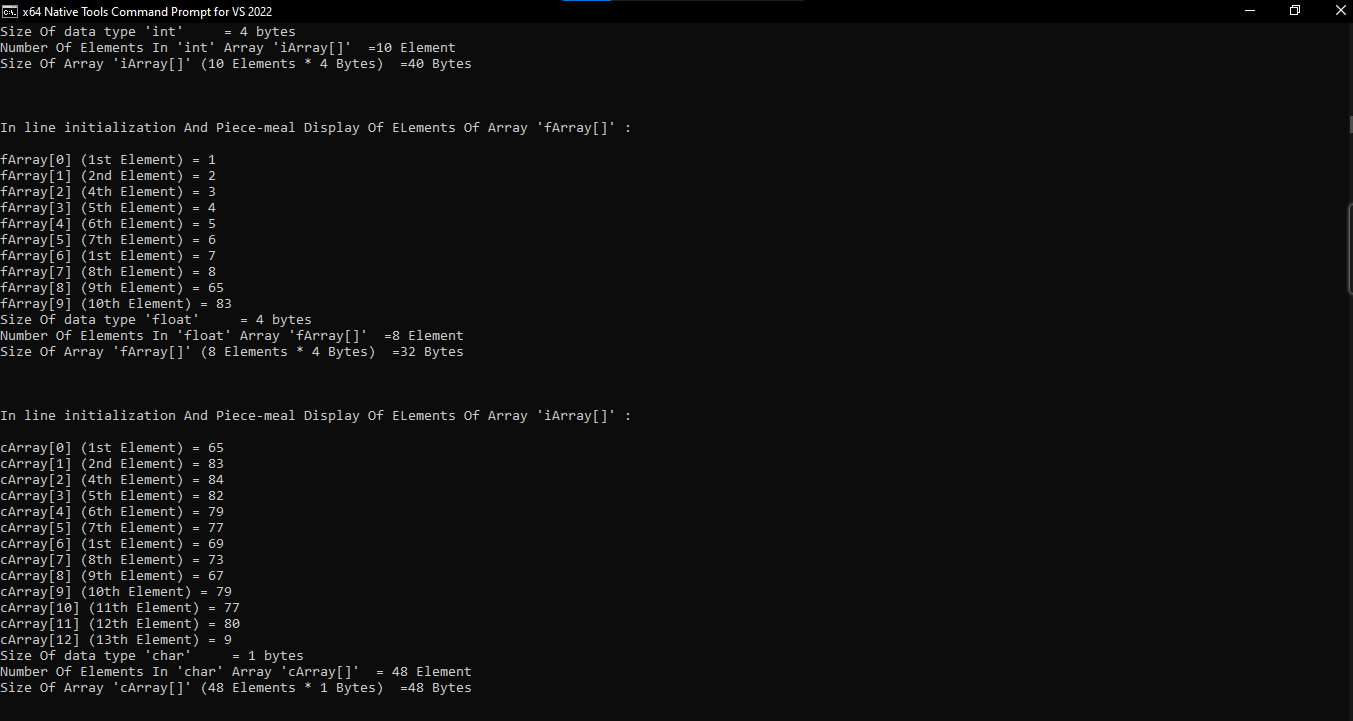 x64 Native Tools Command Prompt for VS 2022
Size Of data type 'int'     = 4 bytes
Number Of Elements In 'int' Array 'iArray[]'  =10 Element
Size Of Array 'iArray[]' (10 Elements * 4 Bytes)  =40 Bytes
In line initialization And Piece-meal Display Of ELements Of Array 'fArray[]' :
fArray[0] (1st Element) = 1
fArray[1] (2nd Element) = 2
fArray[2] (4th Element) = 3
fArray[3] (5th Element) = 4
fArray[4] (6th Element) = 5
fArray[5] (7th Element) = 6
fArray[6] (1st Element) = 7
fArray[7] (8th Element) = 8
fArray[8] (9th Element) = 65
fArray[9] (10th Element) = 83
Size Of data type 'float'     = 4 bytes
Number Of Elements In 'float' Array 'fArray[]'  =8 Element
Size Of Array 'fArray[]' (8 Elements * 4 Bytes)  =32 Bytes
In line initialization And Piece-meal Display Of ELements Of Array 'iArray[]' :
cArray[0] (1st Element) = 65
cArray[1] (2nd Element) = 83
cArray[2] (4th Element) = 84
cArray[3] (5th Element) = 82
cArray[4] (6th Element) = 79
cArray[5] (7th Element) = 77
cArray[6] (1st Element) = 69
cArray[7] (8th Element) = 73
cArray[8] (9th Element) = 67
cArray[9] (10th Element) = 79
cArray[10] (11th Element) = 77
cArray[11] (12th Element) = 80
cArray[12] (13th Element) = 9
Size Of data type 'char'     = 1 bytes
Number Of Elements In 'char' Array 'cArray[]'  = 48 Element
Size Of Array 'cArray[]' (48 Elements * 1 Bytes)  =48 Bytes